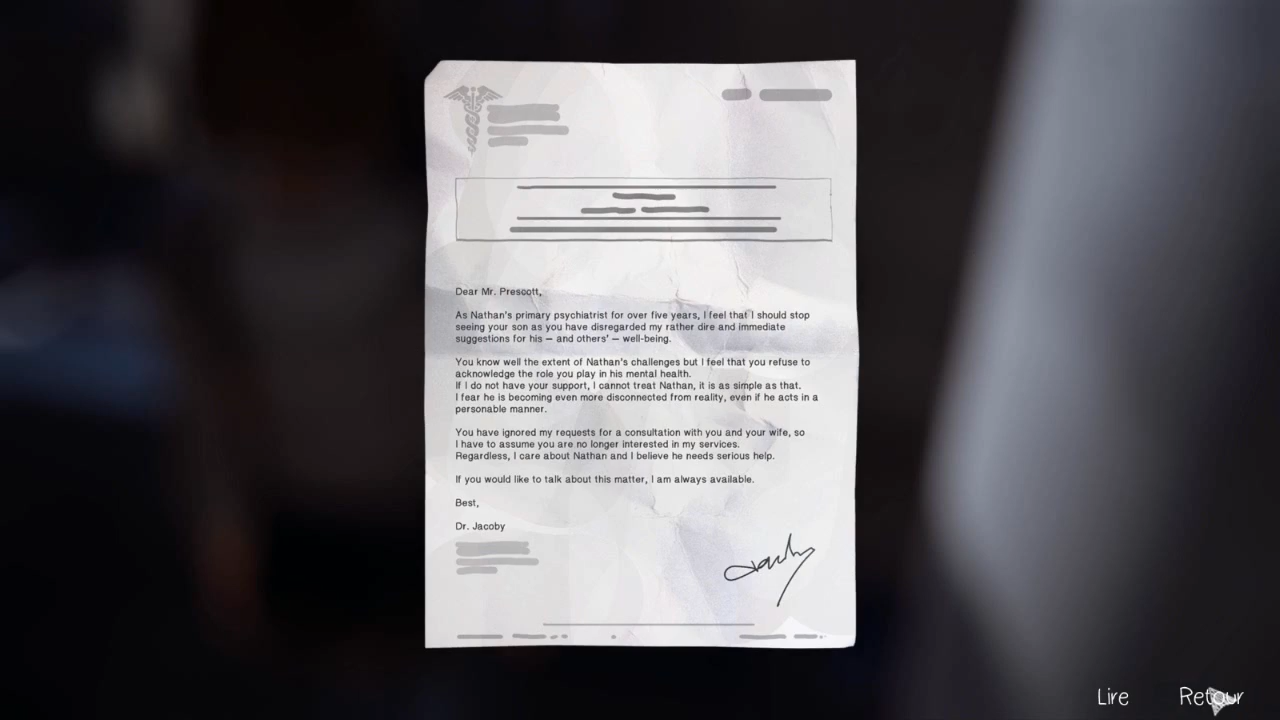 Dear Mr. Prescott,
As Nathan's primary psychiatrist for over five years, I feel that I should stop
seeing your son as you have disregarded my rather dire and immediate
suggestions for his — and others' — well-being.
You know well the extent of Nathan's challenges but I feel that you refuse to
acknowledge the role you play in his mental health.
If I do not have your support, I cannot treat Nathan, it is as simple as that.
I fear he is becoming even more disconnected from reality, even if he acts in a
personable manner.
You have ignored my requests for a consultation with you and your wife, so
I have to assume you are no longer interested in my services.
Regardless, I care about Nathan and I believe he needs serious help.
If you would like to talk about this matter, I am always available.
Best,
Dr. Jacoby
Lire
Retour